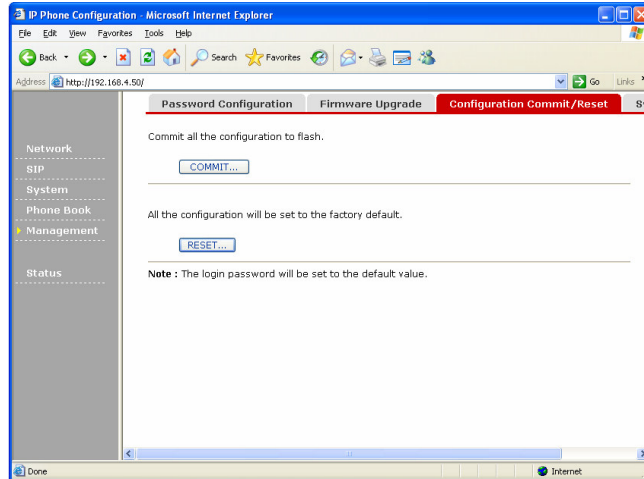 IP Phone Configuration - Microsoft Internet Explorer
File Edit View Favorites Tools Help
Back Search Favorites
Address http://192.168.4.50/ Go Links
Password Configuration Firmware Upgrade Configuration Commit/Reset
Network
SIP
System
Phone Book
Management
Status
Commit all the configuration to flash.
COMMIT...
All the configuration will be set to the factory default.
RESET...
Note : The login password will be set to the default value.
Done Internet